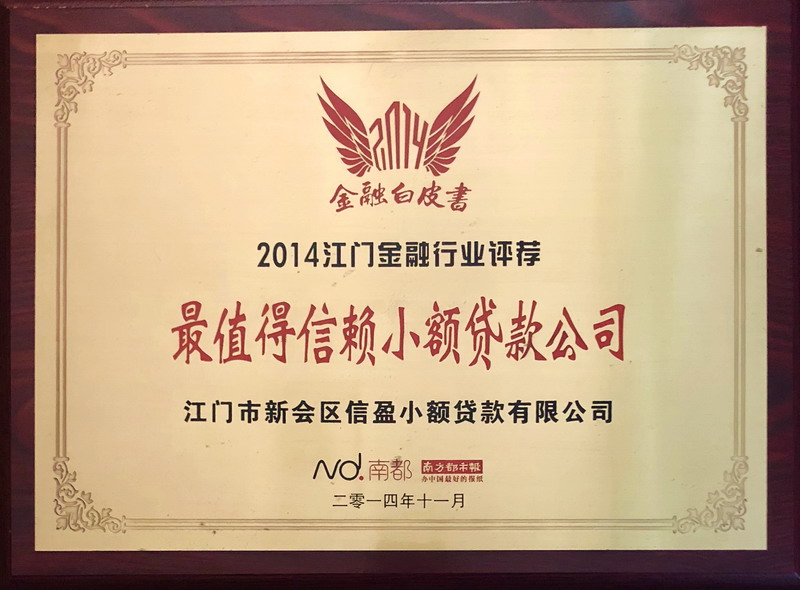 2014
金融白皮書
2014江门金融行业评荐
最值得信赖小额贷款公司
江门市新会区信盈小额贷款有限公司
Nd.南都 南方都市報
办中国最好的报纸
二零一四年十一月